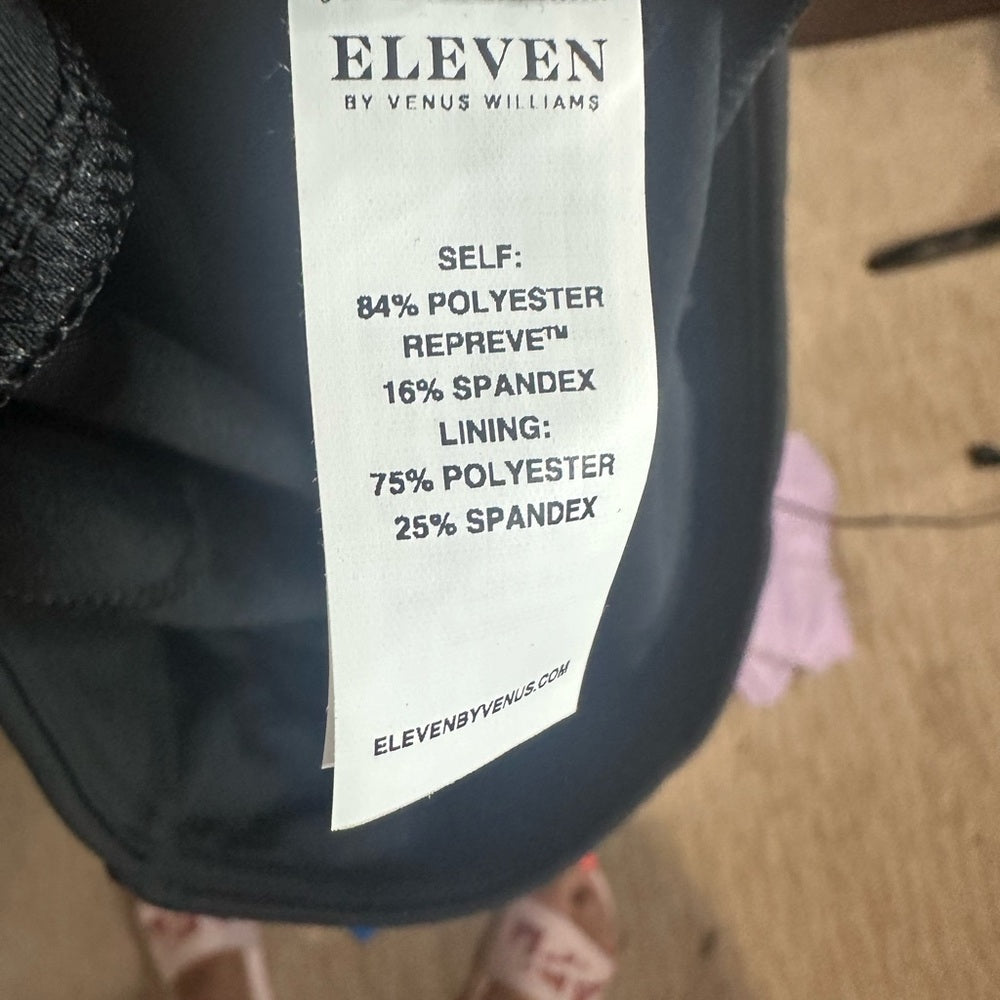 ELEVEN
BY VENUS WILLIAMS
SELF:
84% POLYESTER
REPREVE™
16% SPANDEX
LINING:
75% POLYESTER
25% SPANDEX
ELEVENBYVENUS.COM